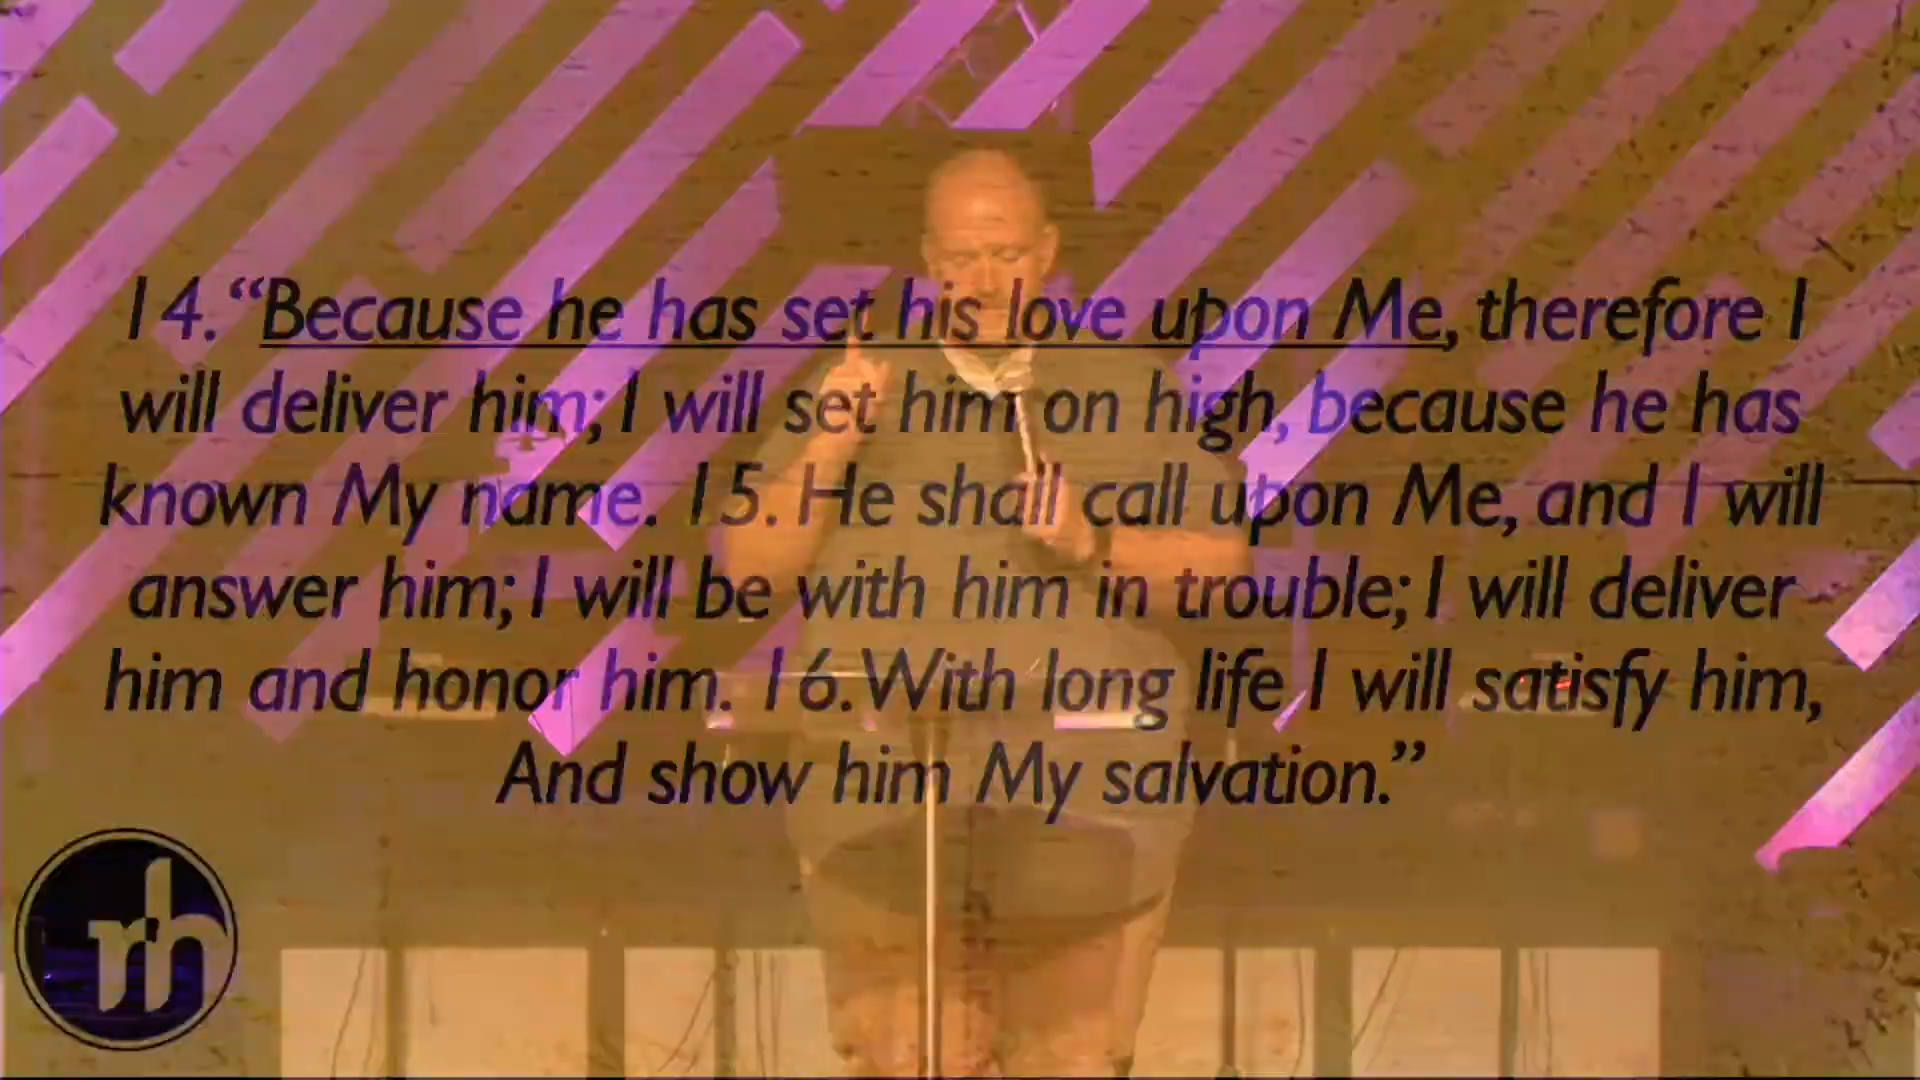 14. “Because he has set his love upon Me, therefore I
will deliver him; I will set him on high, because he has
known My name. 15. He shall call upon Me, and I will
answer him; I will be with him in trouble; I will deliver
him and honor him. 16. With long life I will satisfy him,
And show him My salvation.”
rh